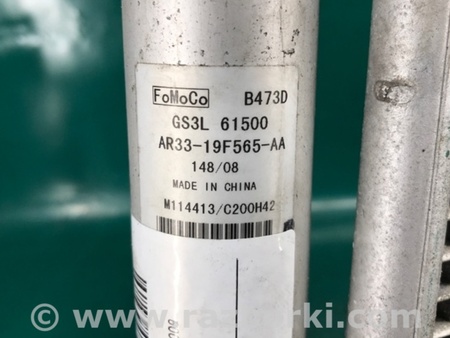 FoMoCo B473D
GS3L 61500
AR33-19F565-AA
148/08
MADE IN CHINA
M114413/C200H42
www.razborki.com